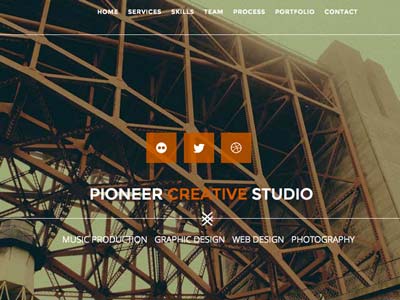 HOME SERVICES SKILLS TEAM PROCESS PORTFOLIO CONTACT
PIONEER CREATIVE STUDIO
MUSIC PRODUCTION GRAPHIC DESIGN WEB DESIGN PHOTOGRAPHY